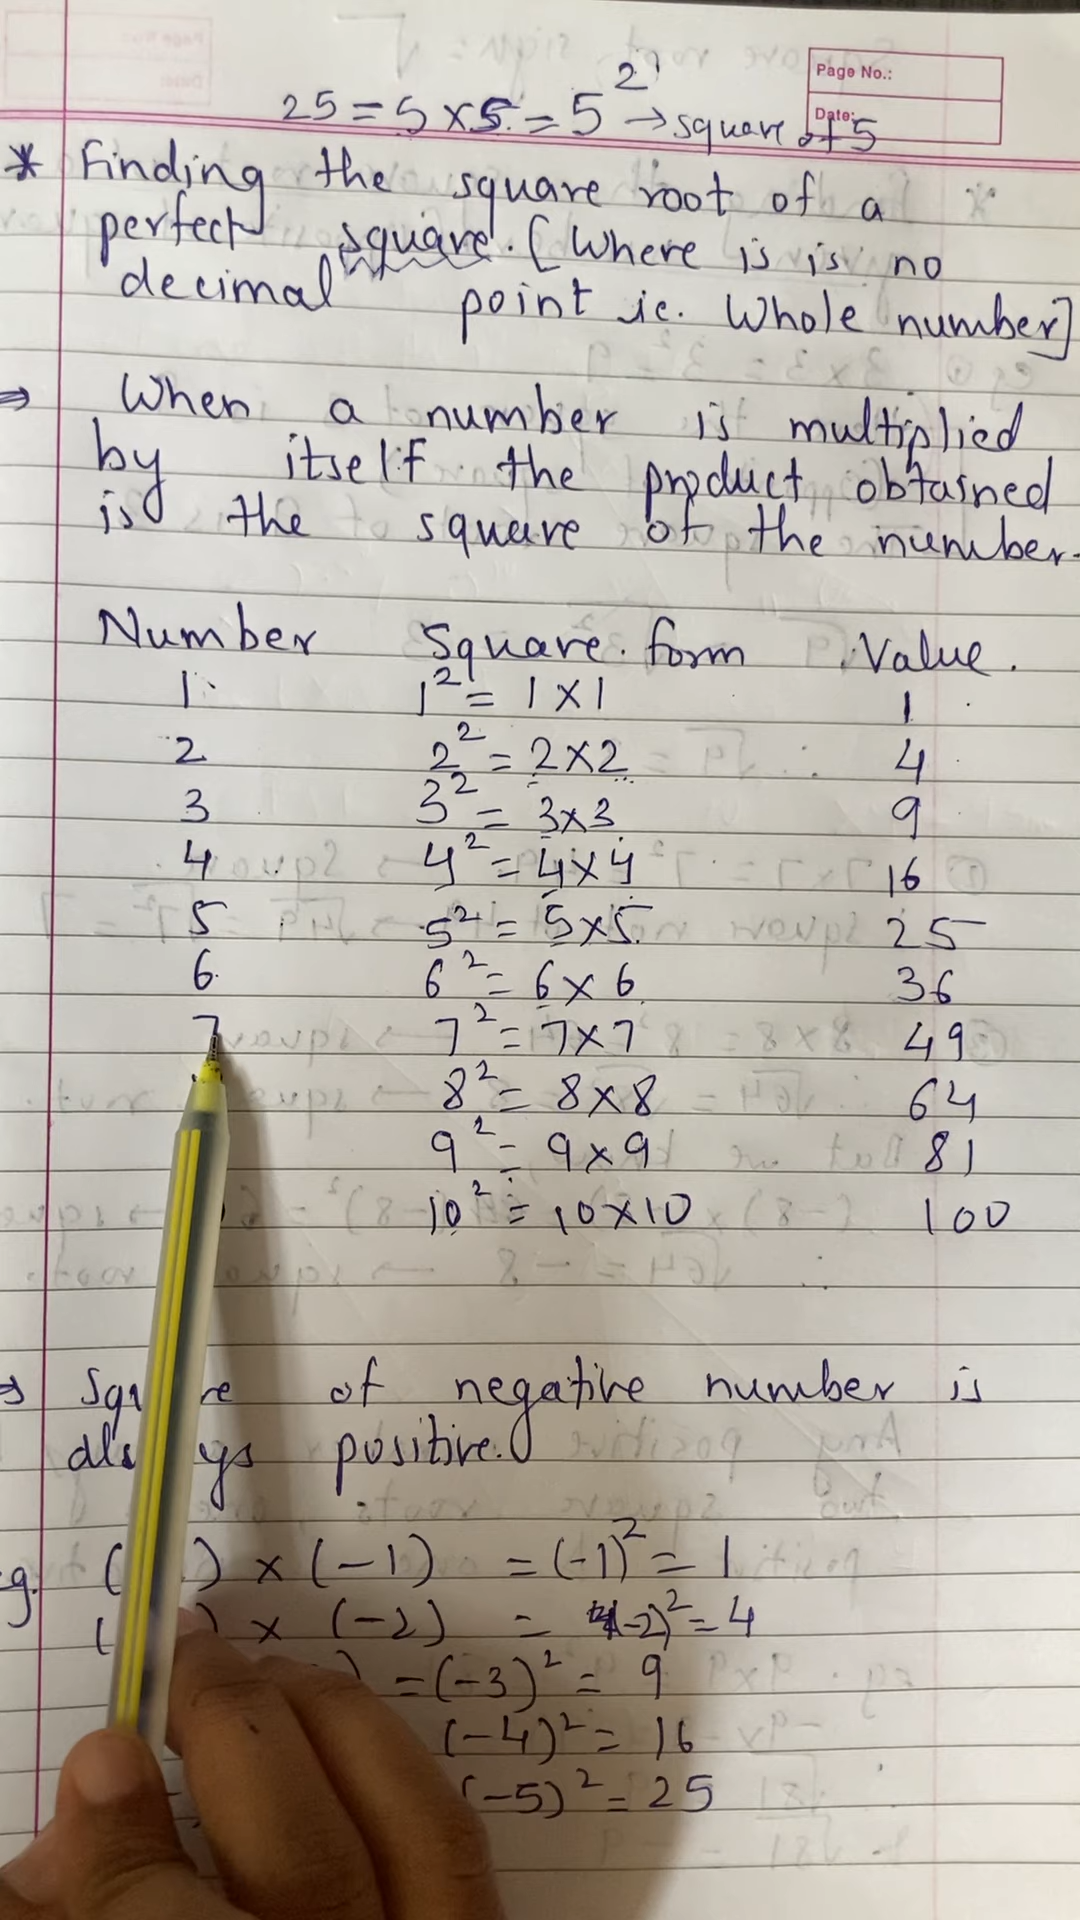 Page No.:
Date:
25 = 5 × 5 = 5² → square of 5
* Finding the square root of a
perfect square. [Where is is no
decimal point ie. Whole number]
⇒ When a number is multiplied
by itself the product obtained
is the square of the number.
Number Square form Value.
1 1² = 1 × 1 1
2 2² = 2 × 2 4
3 3² = 3 × 3 9
4 4² = 4 × 4 16
5 5² = 5 × 5 25
6 6² = 6 × 6 36
7 7² = 7 × 7 49
8² = 8 × 8 64
9² = 9 × 9 81
10² = 10 × 10 100
⇒ of negative number is
positive.
( ) × (-1) = (-1)² = 1
( ) × (-2) = (-2)² = 4
) = (-3)² = 9
(-4)² = 16
(-5)² = 25